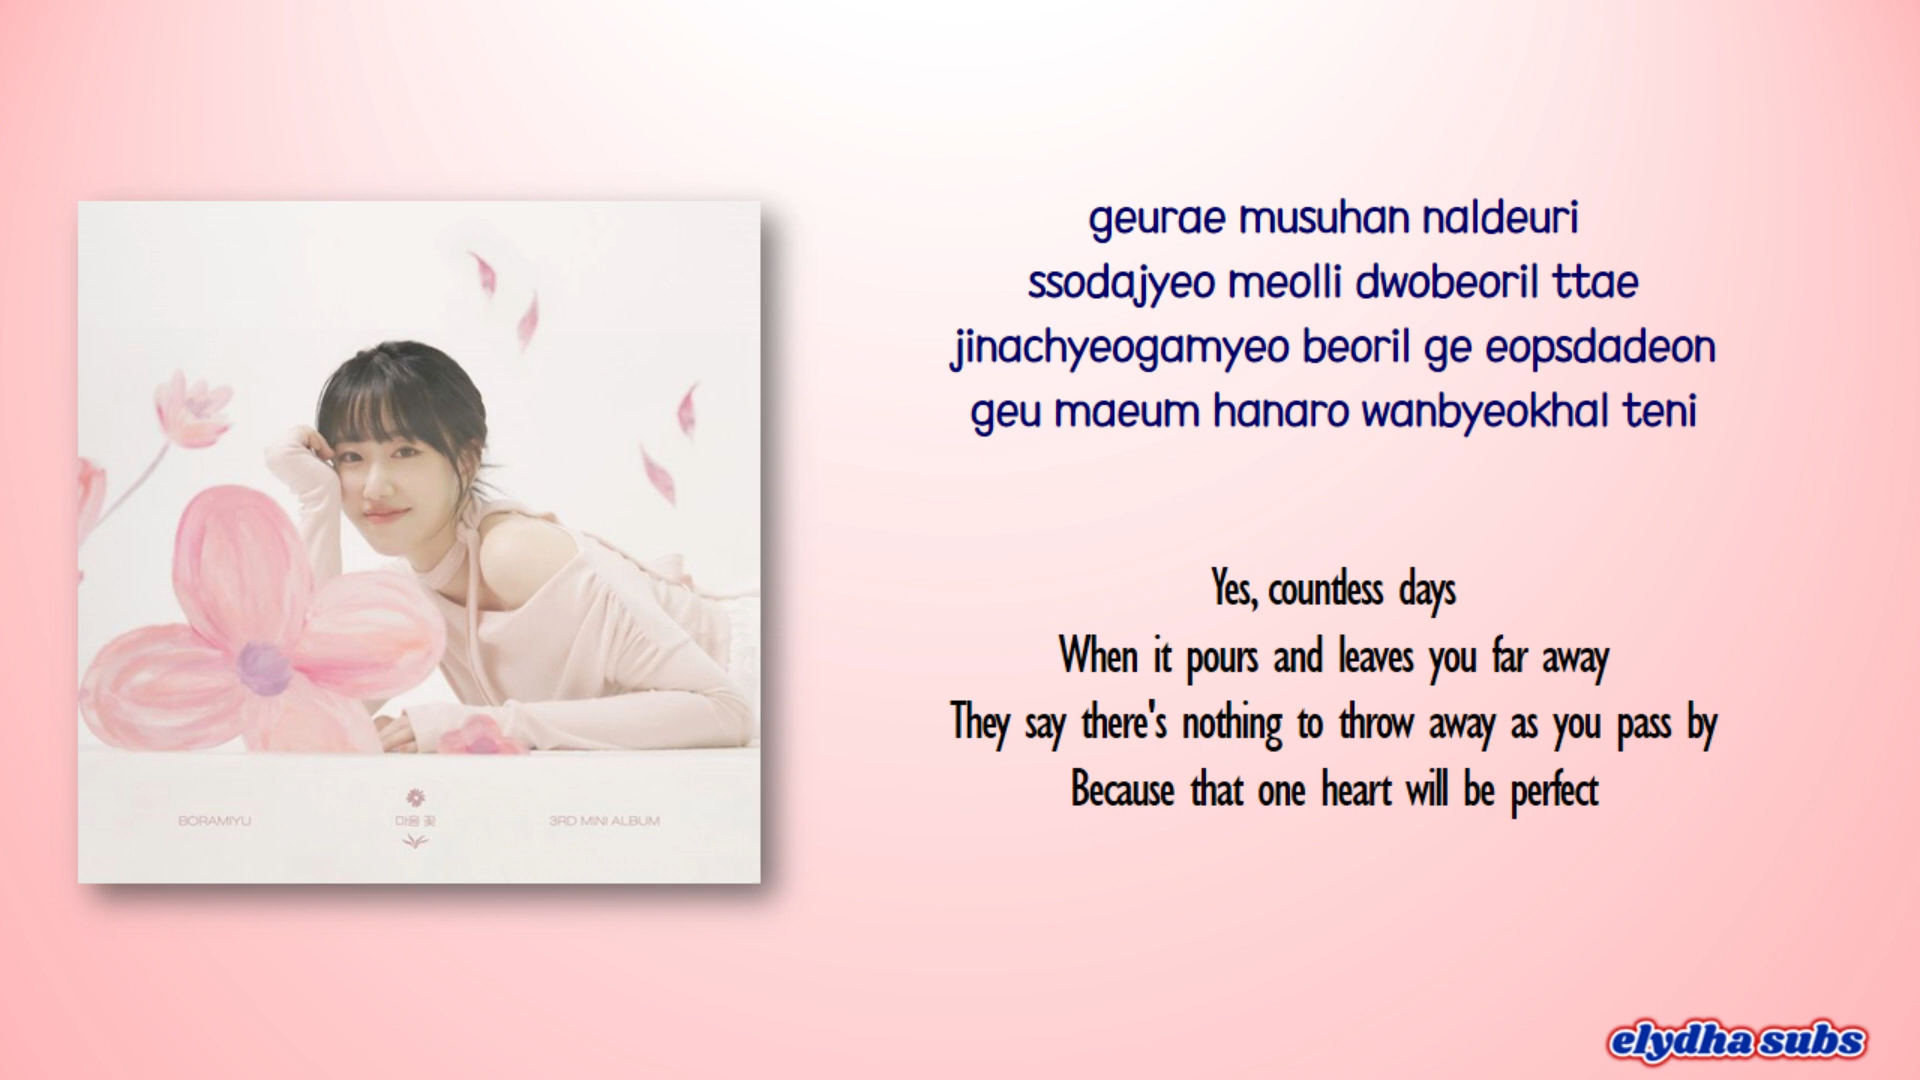 BORAMIYU
마음 꽃
3RD MINI ALBUM
geurae musuhan naldeuri
ssodajyeo meolli dwobeoril ttae
jinachyeogamyeo beoril ge eopsdadeon
geu maeum hanaro wanbyeokhal teni
Yes, countless days
When it pours and leaves you far away
They say there's nothing to throw away as you pass by
Because that one heart will be perfect
elydha subs